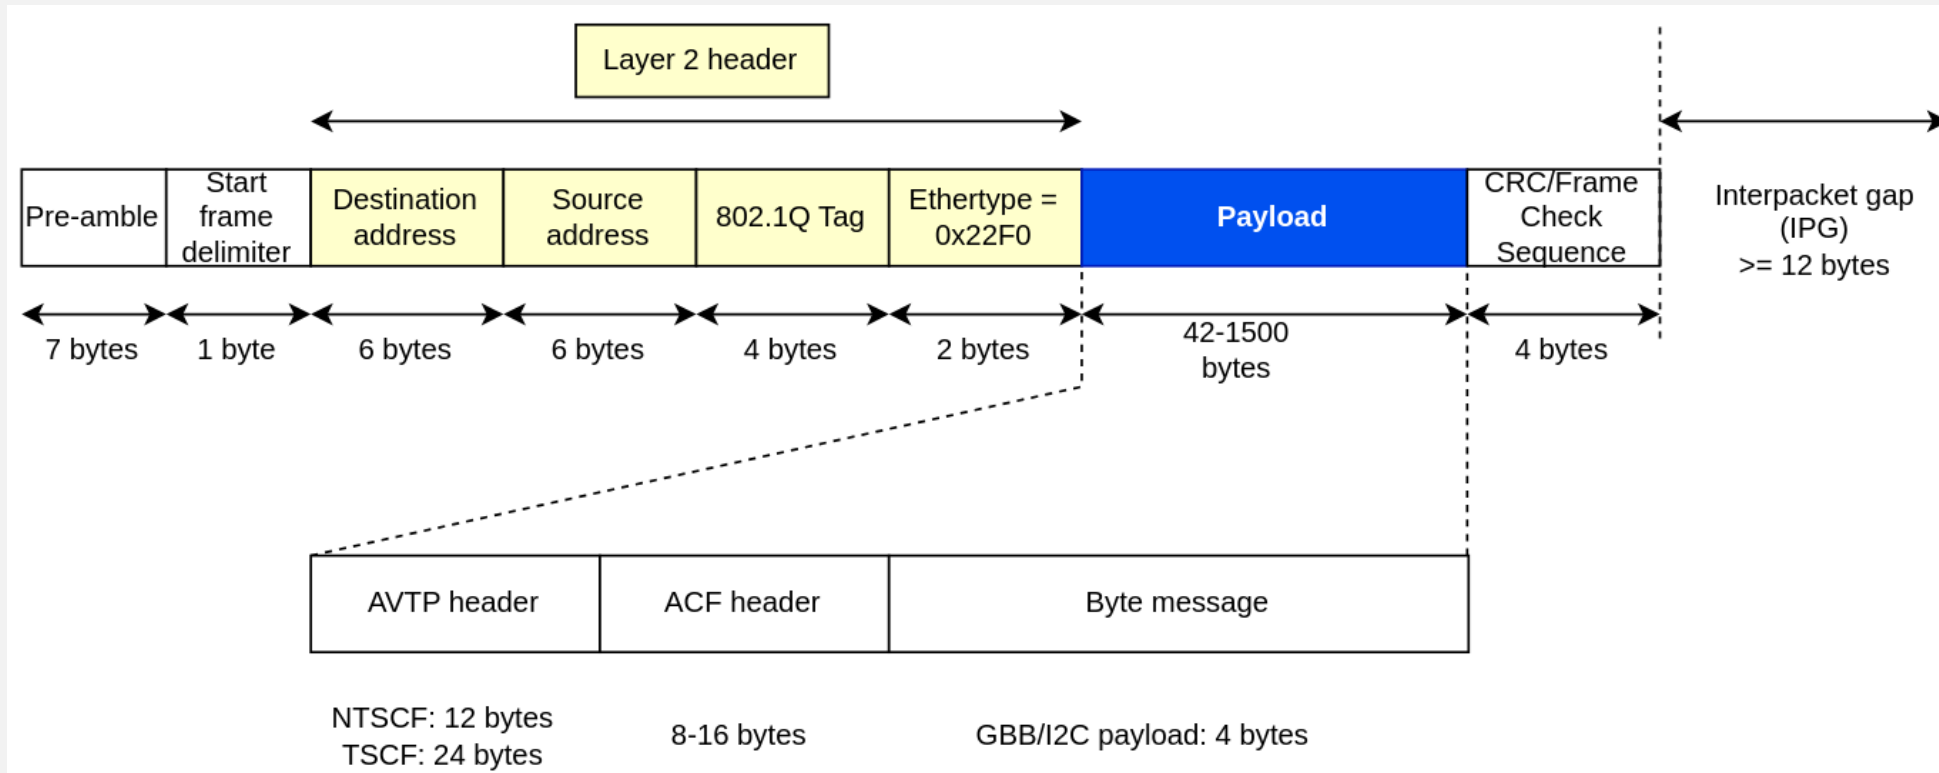 Layer 2 header
Pre-amble
Start
frame
delimiter
Destination
address
Source
address
802.1Q Tag
Ethertype =
0x22F0
Payload
CRC/Frame
Check
Sequence
Interpacket gap
(IPG)
>= 12 bytes
7 bytes
1 byte
6 bytes
6 bytes
4 bytes
2 bytes
42-1500
bytes
4 bytes
AVTP header
ACF header
Byte message
NTSCF: 12 bytes
TSCF: 24 bytes
8-16 bytes
GBB/I2C payload: 4 bytes